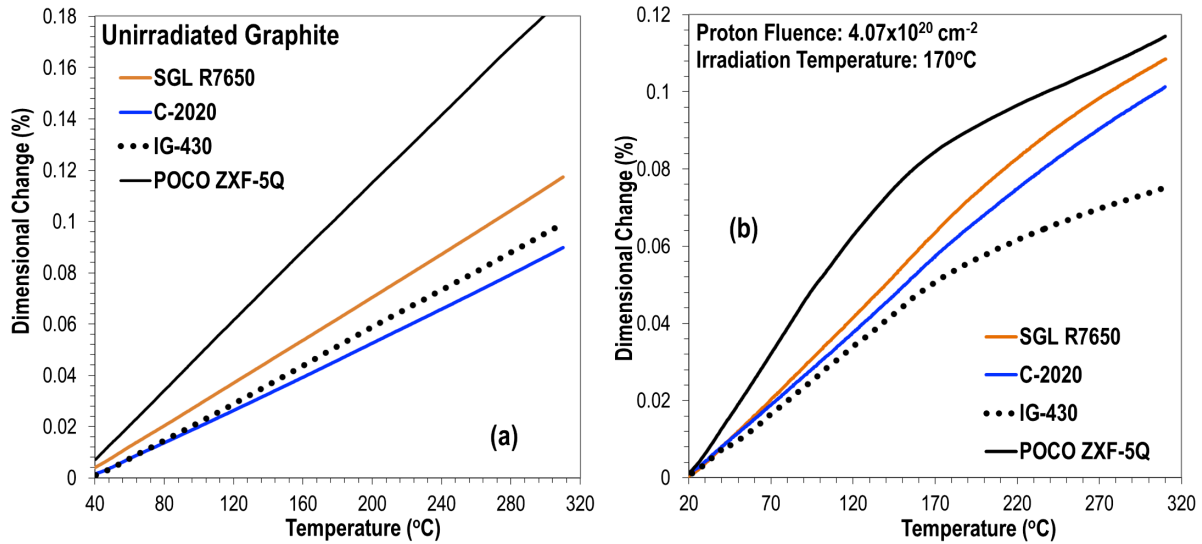 Unirradiated Graphite
SGL R7650
C-2020
IG-430
POCO ZXF-5Q
(a)
Dimensional Change (%)
0.18
0.16
0.14
0.12
0.1
0.08
0.06
0.04
0.02
0
40 80 120 160 200 240 280 320
Temperature (°C)
Proton Fluence: 4.07x10²⁰ cm⁻²
Irradiation Temperature: 170°C
(b)
SGL R7650
C-2020
IG-430
POCO ZXF-5Q
Dimensional Change (%)
0.12
0.1
0.08
0.06
0.04
0.02
0
20 70 120 170 220 270 320
Temperature (°C)